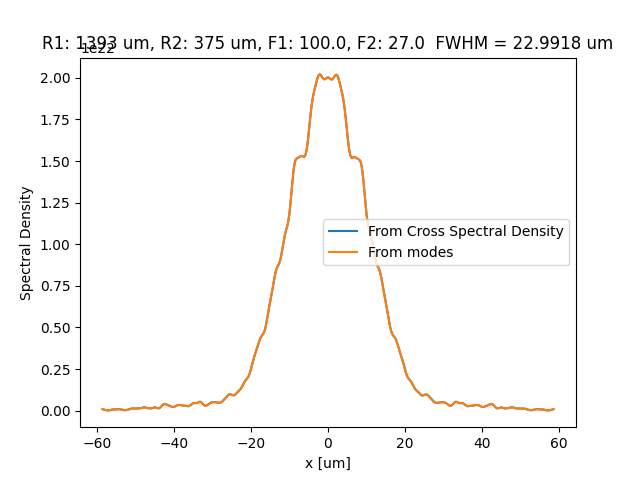 R1: 1393 um, R2: 375 um, F1: 100.0, F2: 27.0  FWHM = 22.9918 um
1e22
2.00
1.75
1.50
1.25
1.00
0.75
0.50
0.25
0.00
Spectral Density
From Cross Spectral Density
From modes
−60 −40 −20 0 20 40 60
x [um]